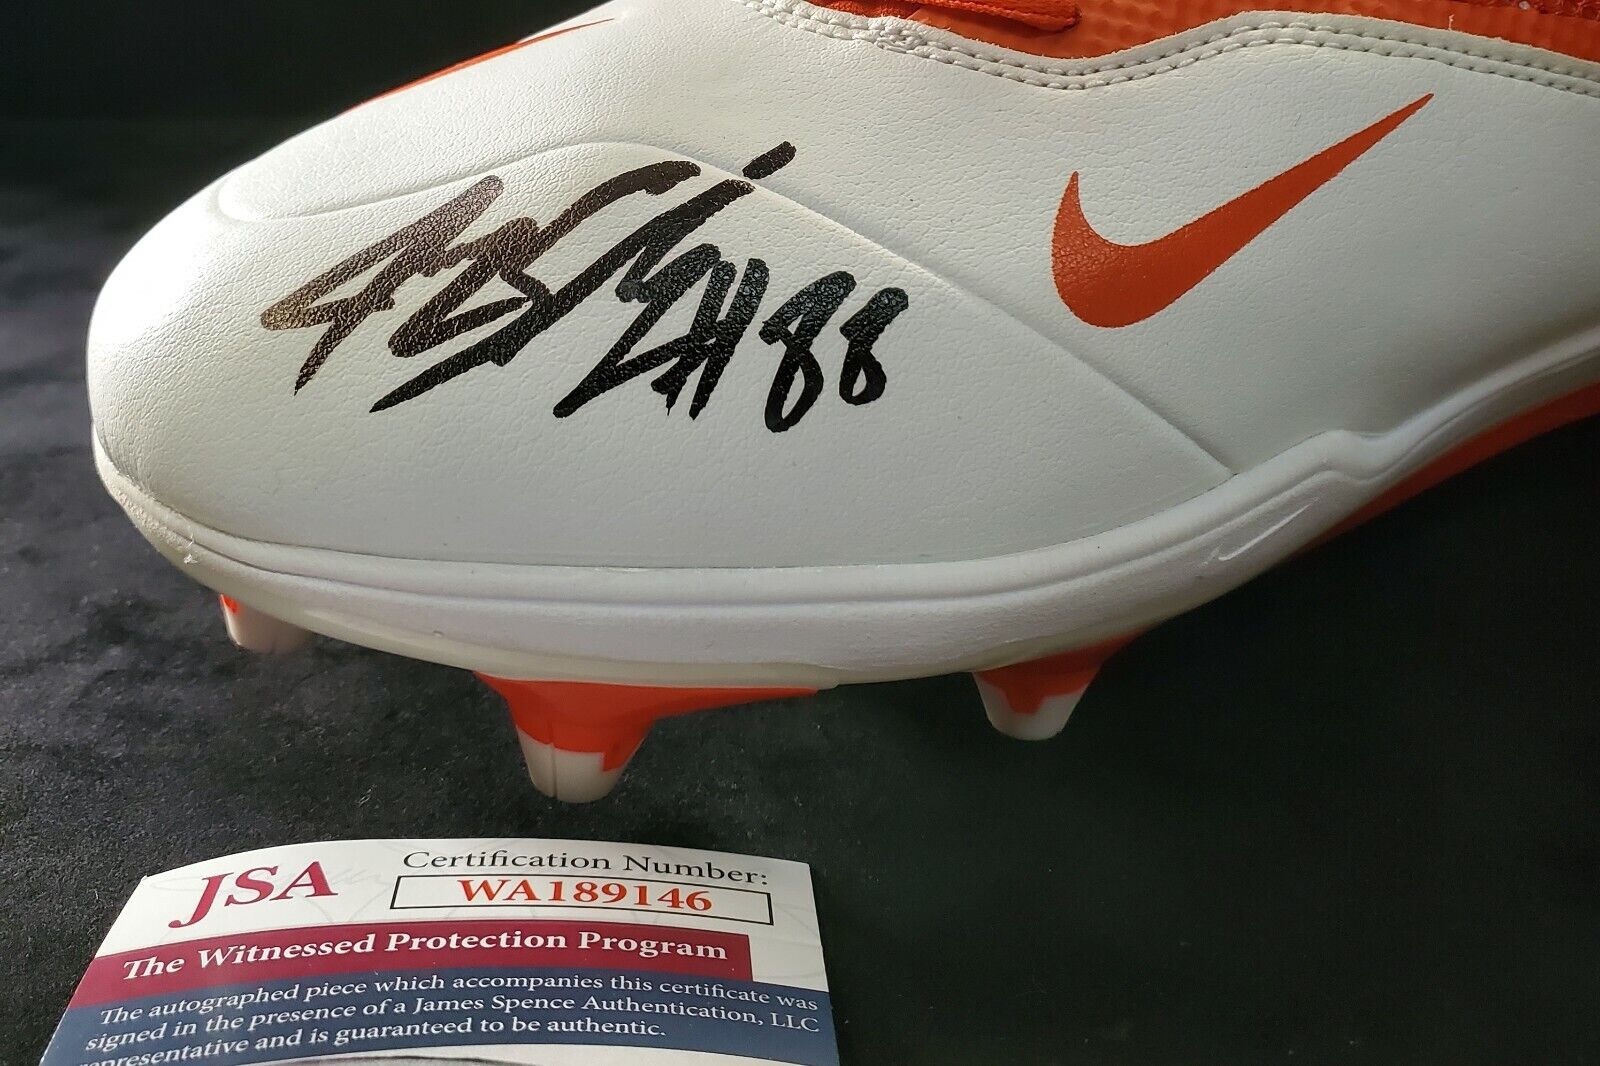 #88
JSA
Certification Number:
WA189146
The Witnessed Protection Program
The autographed piece which accompanies this certificate was
signed in the presence of a James Spence Authentication, LLC
representative and is guaranteed to be authentic.